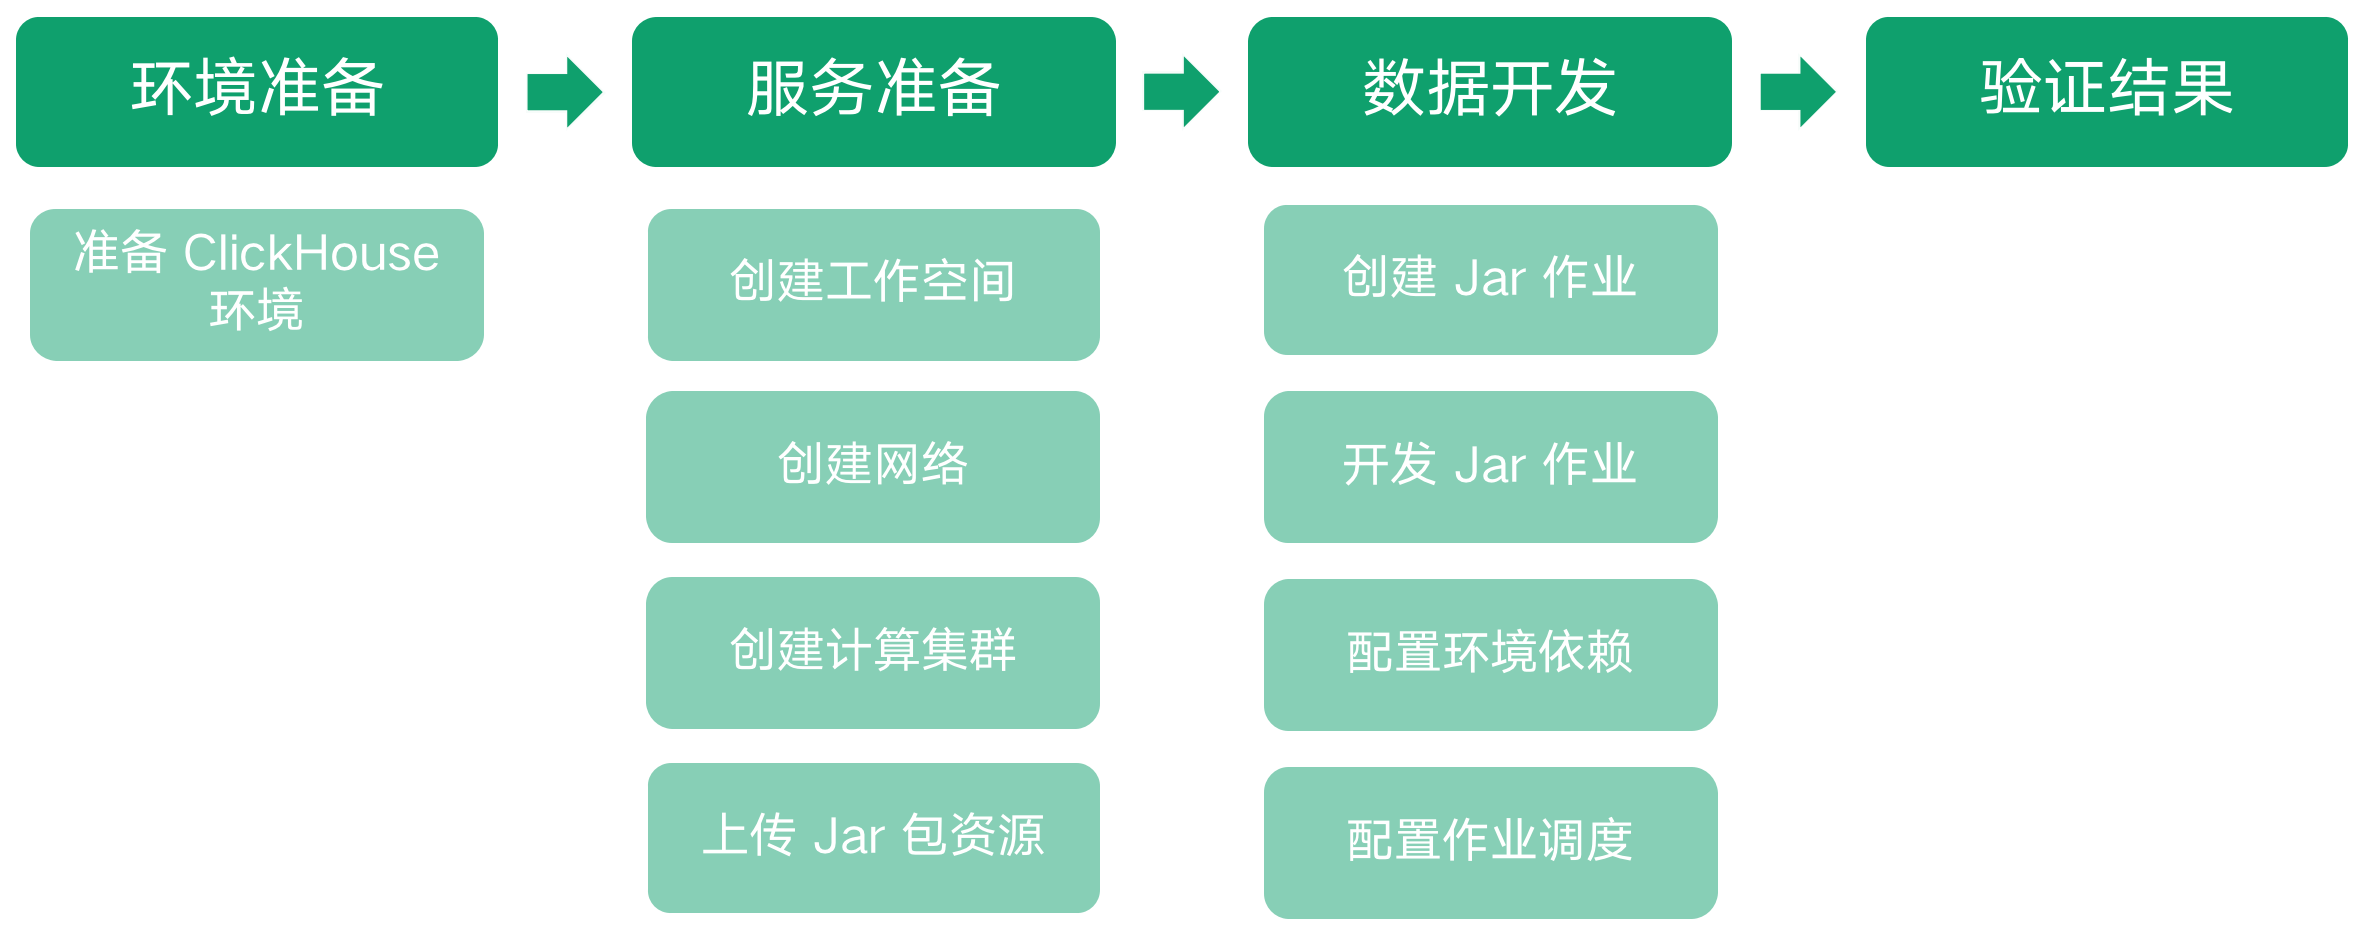 环境准备
服务准备
数据开发
验证结果
准备 ClickHouse
环境
创建工作空间
创建网络
创建计算集群
上传 Jar 包资源
创建 Jar 作业
开发 Jar 作业
配置环境依赖
配置作业调度